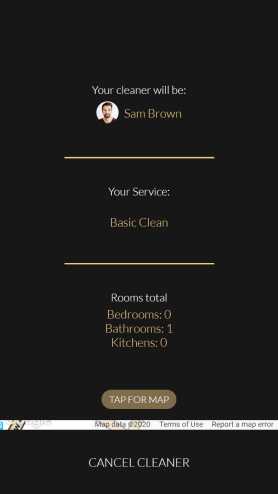 Your cleaner will be:
Sam Brown
Your Service:
Basic Clean
Rooms total
Bedrooms: 0
Bathrooms: 1
Kitchens: 0
TAP FOR MAP
Map data ©2020 Terms of Use Report a map error
CANCEL CLEANER